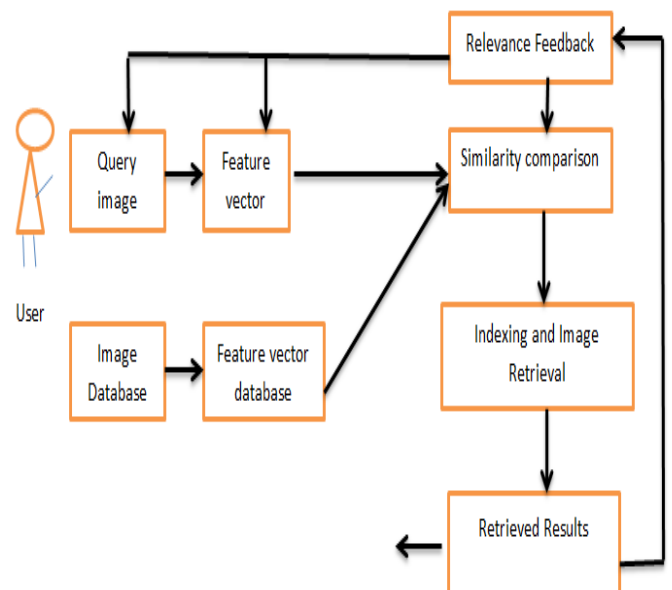 Relevance Feedback
Query
image
Feature
vector
Similarity comparison
User
Image
Database
Feature vector
database
Indexing and Image
Retrieval
Retrieved Results